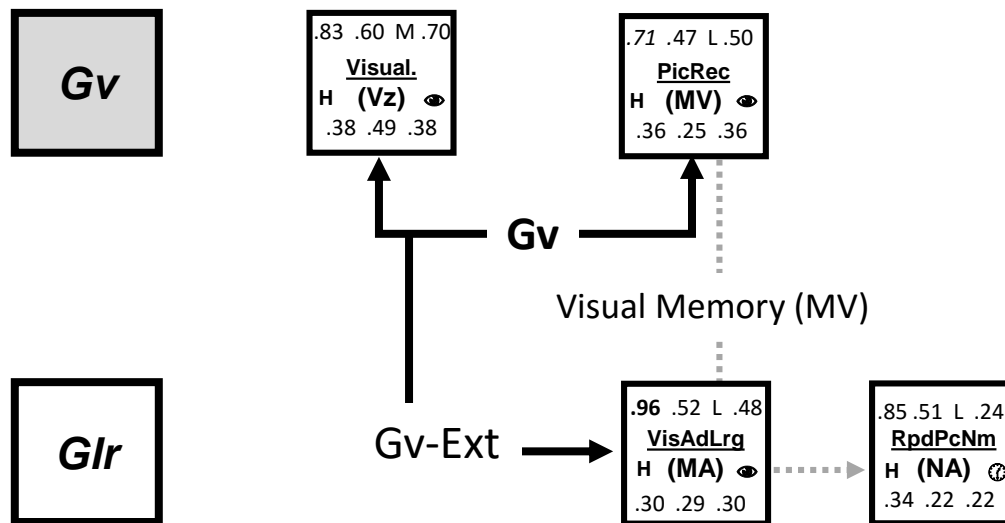 Gv
.83 .60 M .70
Visual.
H (Vz)
.38 .49 .38
.71 .47 L .50
PicRec
H (MV)
.36 .25 .36
Gv
Visual Memory (MV)
Glr
Gv-Ext
.96 .52 L .48
VisAdLrg
H (MA)
.30 .29 .30
.85 .51 L .24
RpdPcNm
H (NA)
.34 .22 .22